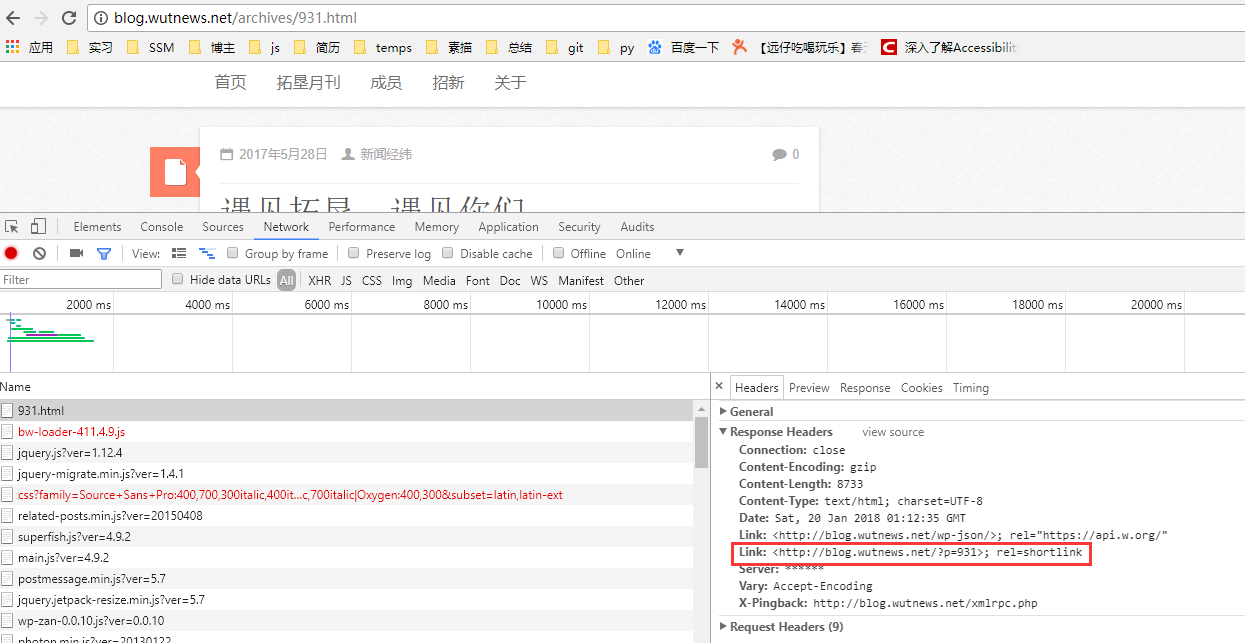 blog.wutnews.net/archives/931.html
应用 实习 SSM 博主 js 简历 temps 素描 总结 git py 百度一下 【远仔吃喝玩乐】春 深入了解Accessibilit
首页 拓垦月刊 成员 招新 关于
2017年5月28日 新闻经纬 0
遇见拓垦，遇见你们
Elements Console Sources Network Performance Memory Application Security Audits
View: Group by frame Preserve log Disable cache Offline Online
Filter Hide data URLs All XHR JS CSS Img Media Font Doc WS Manifest Other
2000 ms 4000 ms 6000 ms 8000 ms 10000 ms 12000 ms 14000 ms 16000 ms 18000 ms 20000 ms
Name
931.html
bw-loader-411.4.9.js
jquery.js?ver=1.12.4
jquery-migrate.min.js?ver=1.4.1
css?family=Source+Sans+Pro:400,700,300italic,400it...c,700italic|Oxygen:400,300&subset=latin,latin-ext
related-posts.min.js?ver=20150408
superfish.js?ver=4.9.2
main.js?ver=4.9.2
postmessage.min.js?ver=5.7
jquery.jetpack-resize.min.js?ver=5.7
wp-zan-0.0.10.js?ver=0.0.10
photon.min.js?ver=20130122
× Headers Preview Response Cookies Timing
General
Response Headers view source
Connection: close
Content-Encoding: gzip
Content-Length: 8733
Content-Type: text/html; charset=UTF-8
Date: Sat, 20 Jan 2018 01:12:35 GMT
Link: <http://blog.wutnews.net/wp-json/>; rel="https://api.w.org/"
Link: <http://blog.wutnews.net/?p=931>; rel=shortlink
Server: ******
Vary: Accept-Encoding
X-Pingback: http://blog.wutnews.net/xmlrpc.php
Request Headers (9)